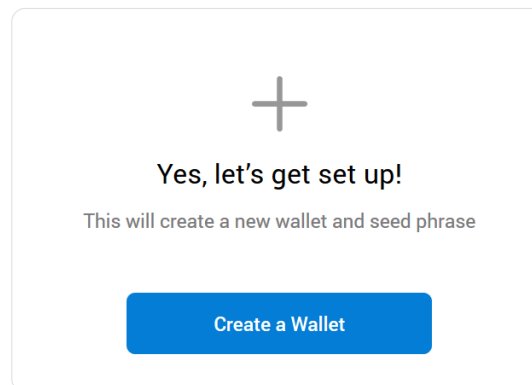 Yes, let’s get set up!
This will create a new wallet and seed phrase
Create a Wallet